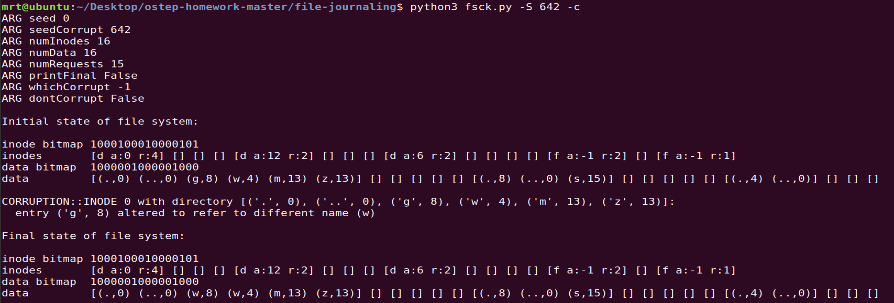 mrt@ubuntu:~/Desktop/ostep-homework-master/file-journaling$ python3 fsck.py -S 642 -c
ARG seed 0
ARG seedCorrupt 642
ARG numInodes 16
ARG numData 16
ARG numRequests 15
ARG printFinal False
ARG whichCorrupt -1
ARG dontCorrupt False

Initial state of file system:

inode bitmap 1000100010000101
inodes       [d a:0 r:4] [] [] [] [d a:12 r:2] [] [] [] [d a:6 r:2] [] [] [] [] [f a:-1 r:2] [] [f a:-1 r:1]
data bitmap  1000001000001000
data         [(.,0) (..,0) (g,8) (w,4) (m,13) (z,13)] [] [] [] [] [] [(.,8) (..,0) (s,15)] [] [] [] [] [] [(.,4) (..,0)] [] [] []

CORRUPTION::INODE 0 with directory [('.', 0), ('..', 0), ('g', 8), ('w', 4), ('m', 13), ('z', 13)]:
  entry ('g', 8) altered to refer to different name (w)

Final state of file system:

inode bitmap 1000100010000101
inodes       [d a:0 r:4] [] [] [] [d a:12 r:2] [] [] [] [d a:6 r:2] [] [] [] [] [f a:-1 r:2] [] [f a:-1 r:1]
data bitmap  1000001000001000
data         [(.,0) (..,0) (w,8) (w,4) (m,13) (z,13)] [] [] [] [] [] [(.,8) (..,0) (s,15)] [] [] [] [] [] [(.,4) (..,0)] [] [] []